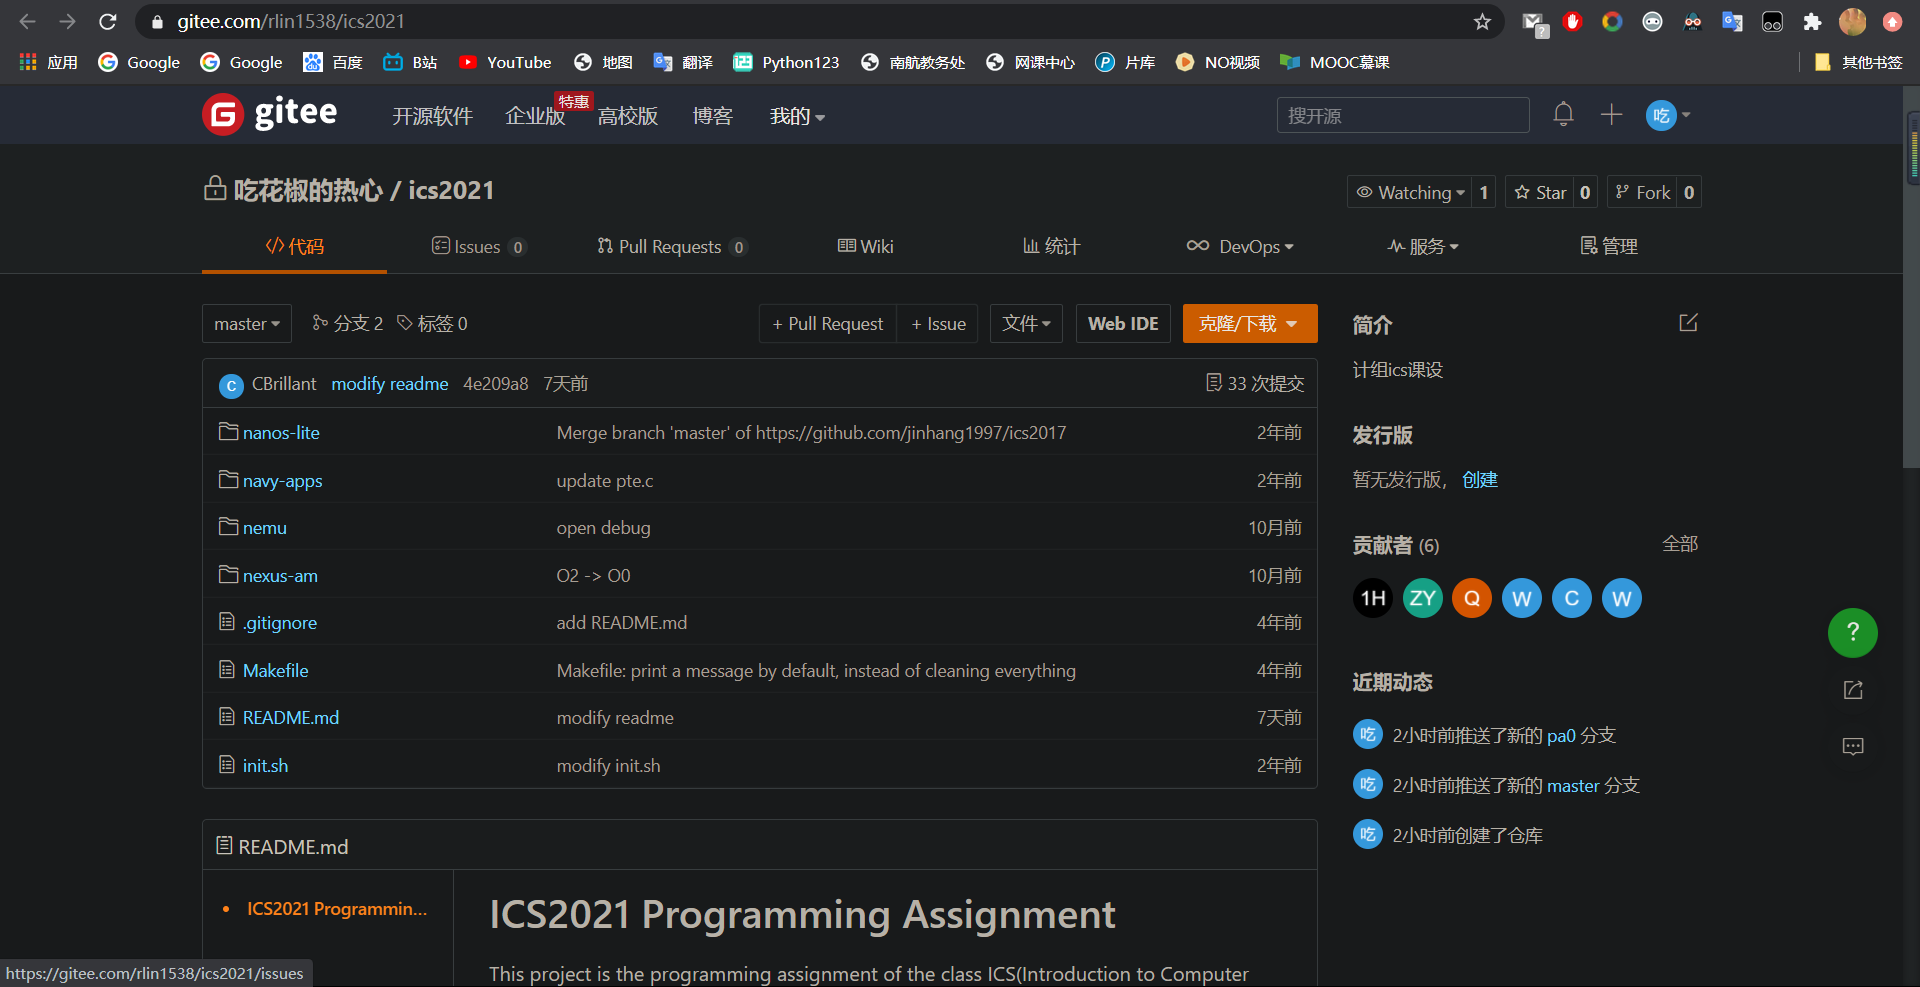 gitee.com/rlin1538/ics2021
应用 Google Google 百度 B站 YouTube 地图 翻译 Python123 南航教务处 网课中心 片库 NO视频 MOOC慕课 其他书签
gitee 开源软件 企业版 特惠 高校版 博客 我的 搜开源 吃
吃花椒的热心 / ics2021 Watching 1 Star 0 Fork 0
代码 Issues 0 Pull Requests 0 Wiki 统计 DevOps 服务 管理
master 分支 2 标签 0 + Pull Request + Issue 文件 Web IDE 克隆/下载
C CBrillant modify readme 4e209a8 7天前 33 次提交
nanos-lite Merge branch 'master' of https://github.com/jinhang1997/ics2017 2年前
navy-apps update pte.c 2年前
nemu open debug 10月前
nexus-am O2 -> O0 10月前
.gitignore add README.md 4年前
Makefile Makefile: print a message by default, instead of cleaning everything 4年前
README.md modify readme 7天前
init.sh modify init.sh 2年前
README.md
• ICS2021 Programmin...
ICS2021 Programming Assignment
This project is the programming assignment of the class ICS(Introduction to Computer
简介
计组ics课设
发行版
暂无发行版， 创建
贡献者 (6) 全部
1H ZY Q W C W
近期动态
吃 2小时前推送了新的 pa0 分支
吃 2小时前推送了新的 master 分支
吃 2小时前创建了仓库
?
https://gitee.com/rlin1538/ics2021/issues